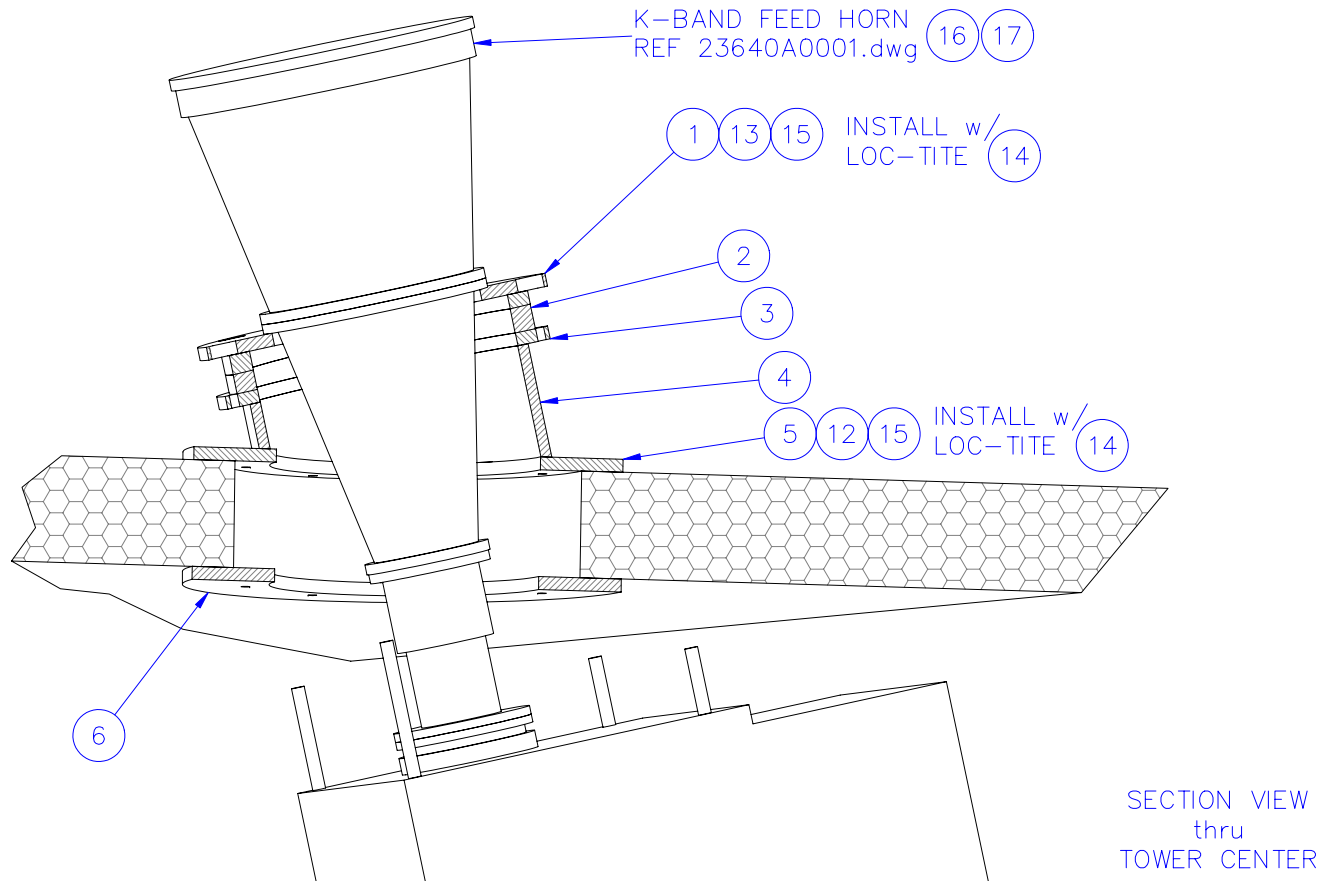 K-BAND FEED HORN
REF 23640A0001.dwg 16 17
1 13 15 INSTALL w/
LOC-TITE 14
2
3
4
5 12 15 INSTALL w/
LOC-TITE 14
6
SECTION VIEW
thru
TOWER CENTER